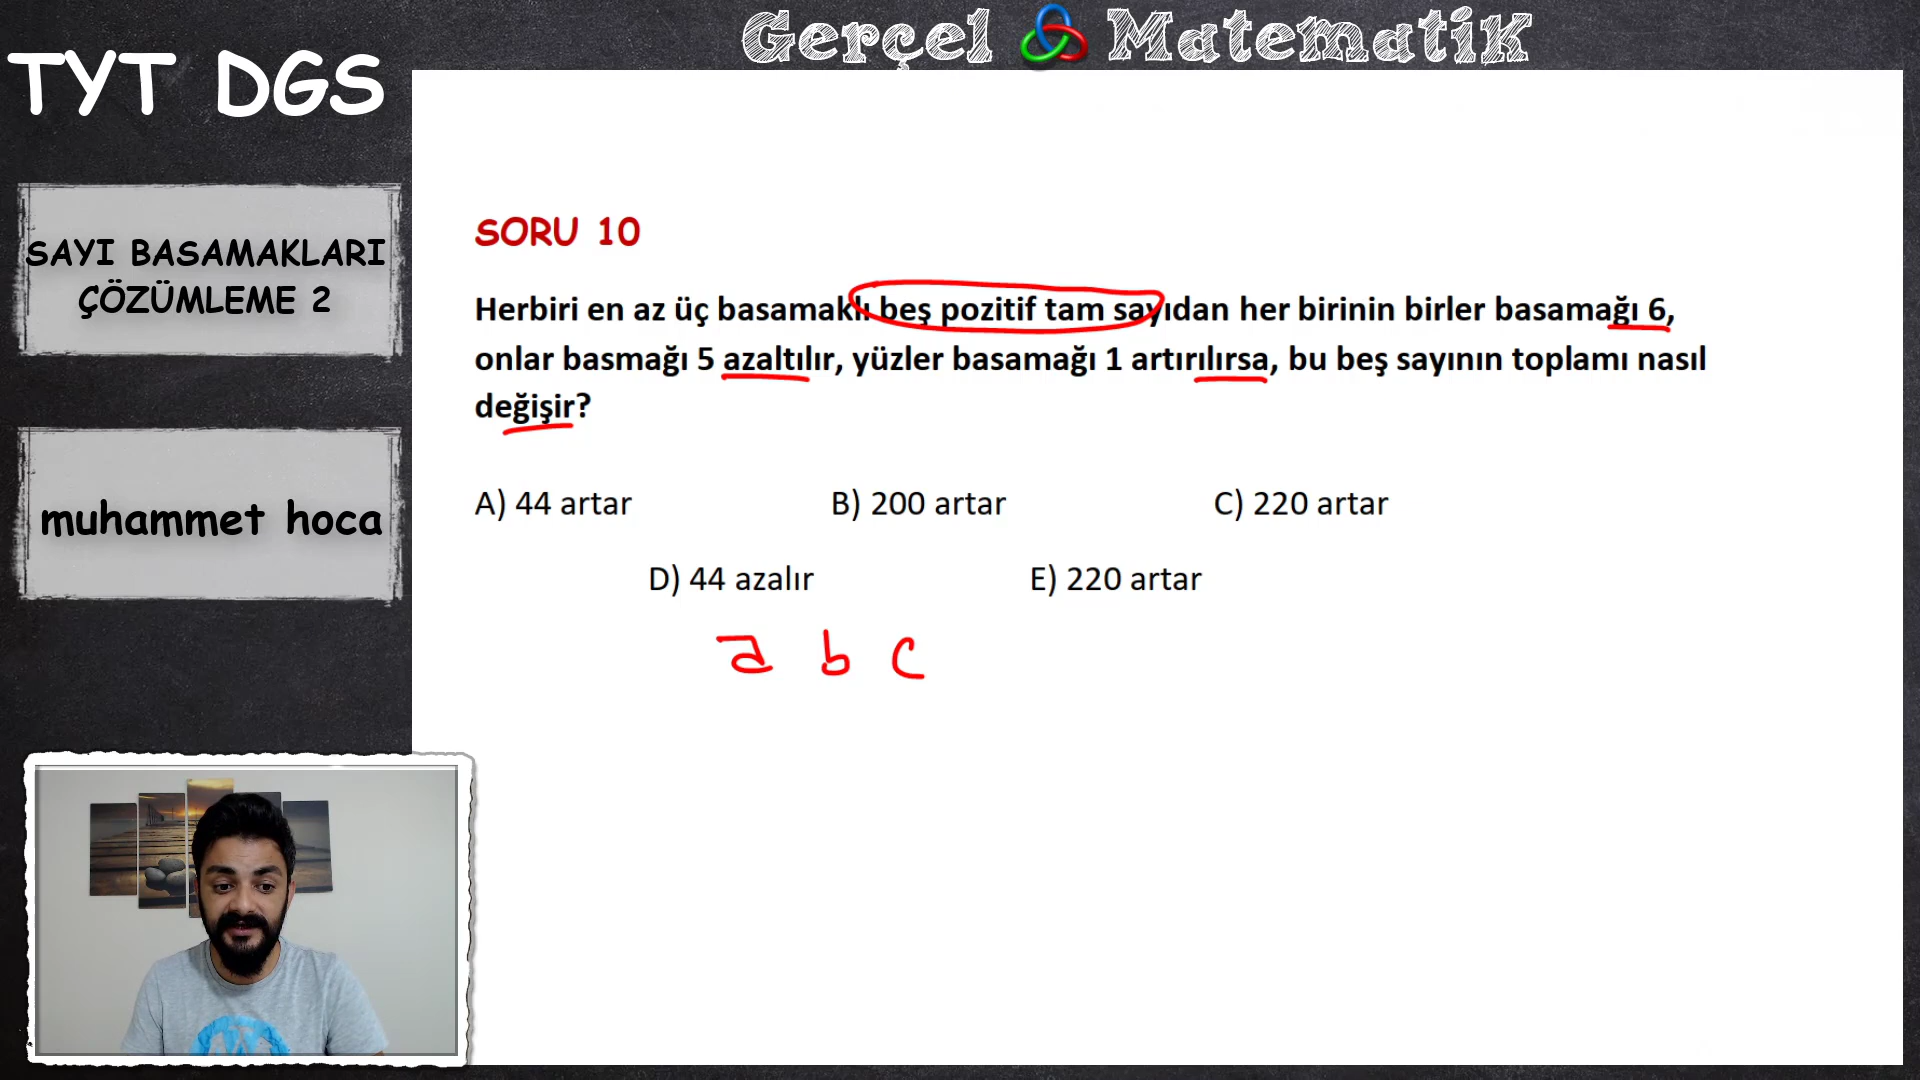 Gerçel Matematik
TYT DGS
SAYI BASAMAKLARI
ÇÖZÜMLEME 2
muhammet hoca
SORU 10
Herbiri en az üç basamaklı beş pozitif tam sayıdan her birinin birler basamağı 6,
onlar basmağı 5 azaltılır, yüzler basamağı 1 artırılırsa, bu beş sayının toplamı nasıl
değişir?
A) 44 artar B) 200 artar C) 220 artar
D) 44 azalır E) 220 artar
a b c